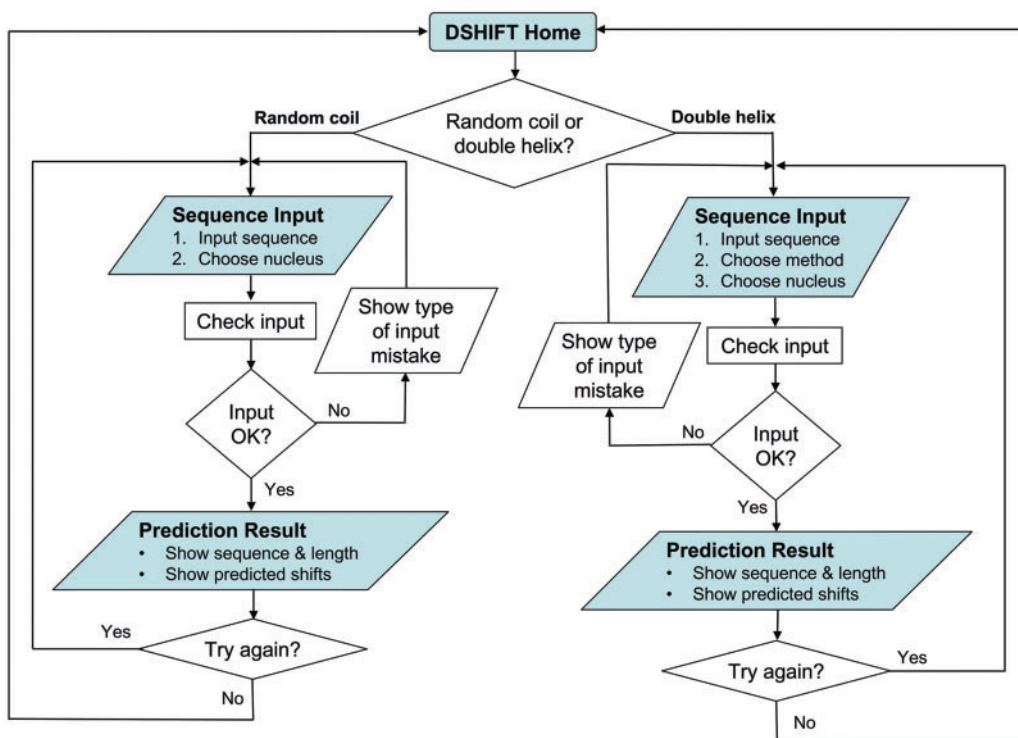 DSHIFT Home
Random coil or
double helix?
Random coil
Double helix
Sequence Input
1. Input sequence
2. Choose nucleus
Check input
Show type
of input
mistake
Input
OK?
No
Yes
Prediction Result
• Show sequence & length
• Show predicted shifts
Try again?
Yes
No
Sequence Input
1. Input sequence
2. Choose method
3. Choose nucleus
Check input
Show type
of input
mistake
Input
OK?
No
Yes
Prediction Result
• Show sequence & length
• Show predicted shifts
Try again?
Yes
No